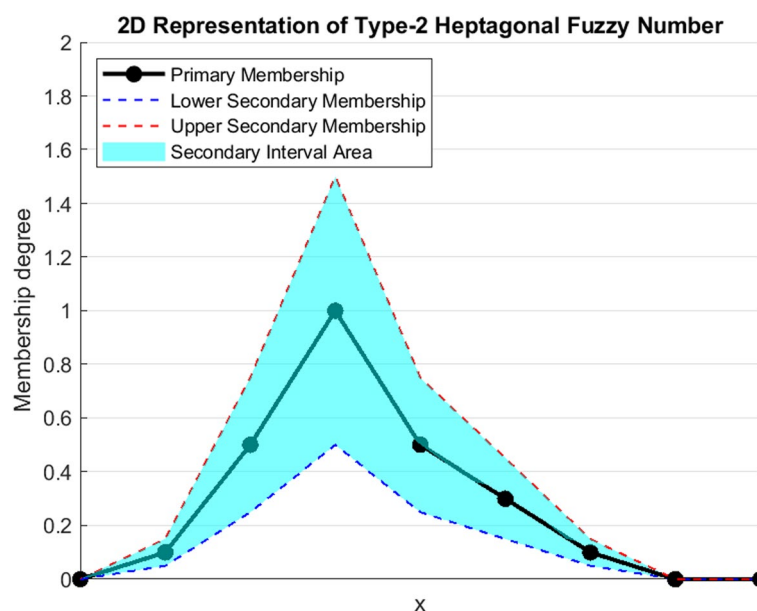 2D Representation of Type-2 Heptagonal Fuzzy Number
2
1.8
1.6
1.4
1.2
1
0.8
0.6
0.4
0.2
0
Membership degree
Primary Membership
Lower Secondary Membership
Upper Secondary Membership
Secondary Interval Area
x